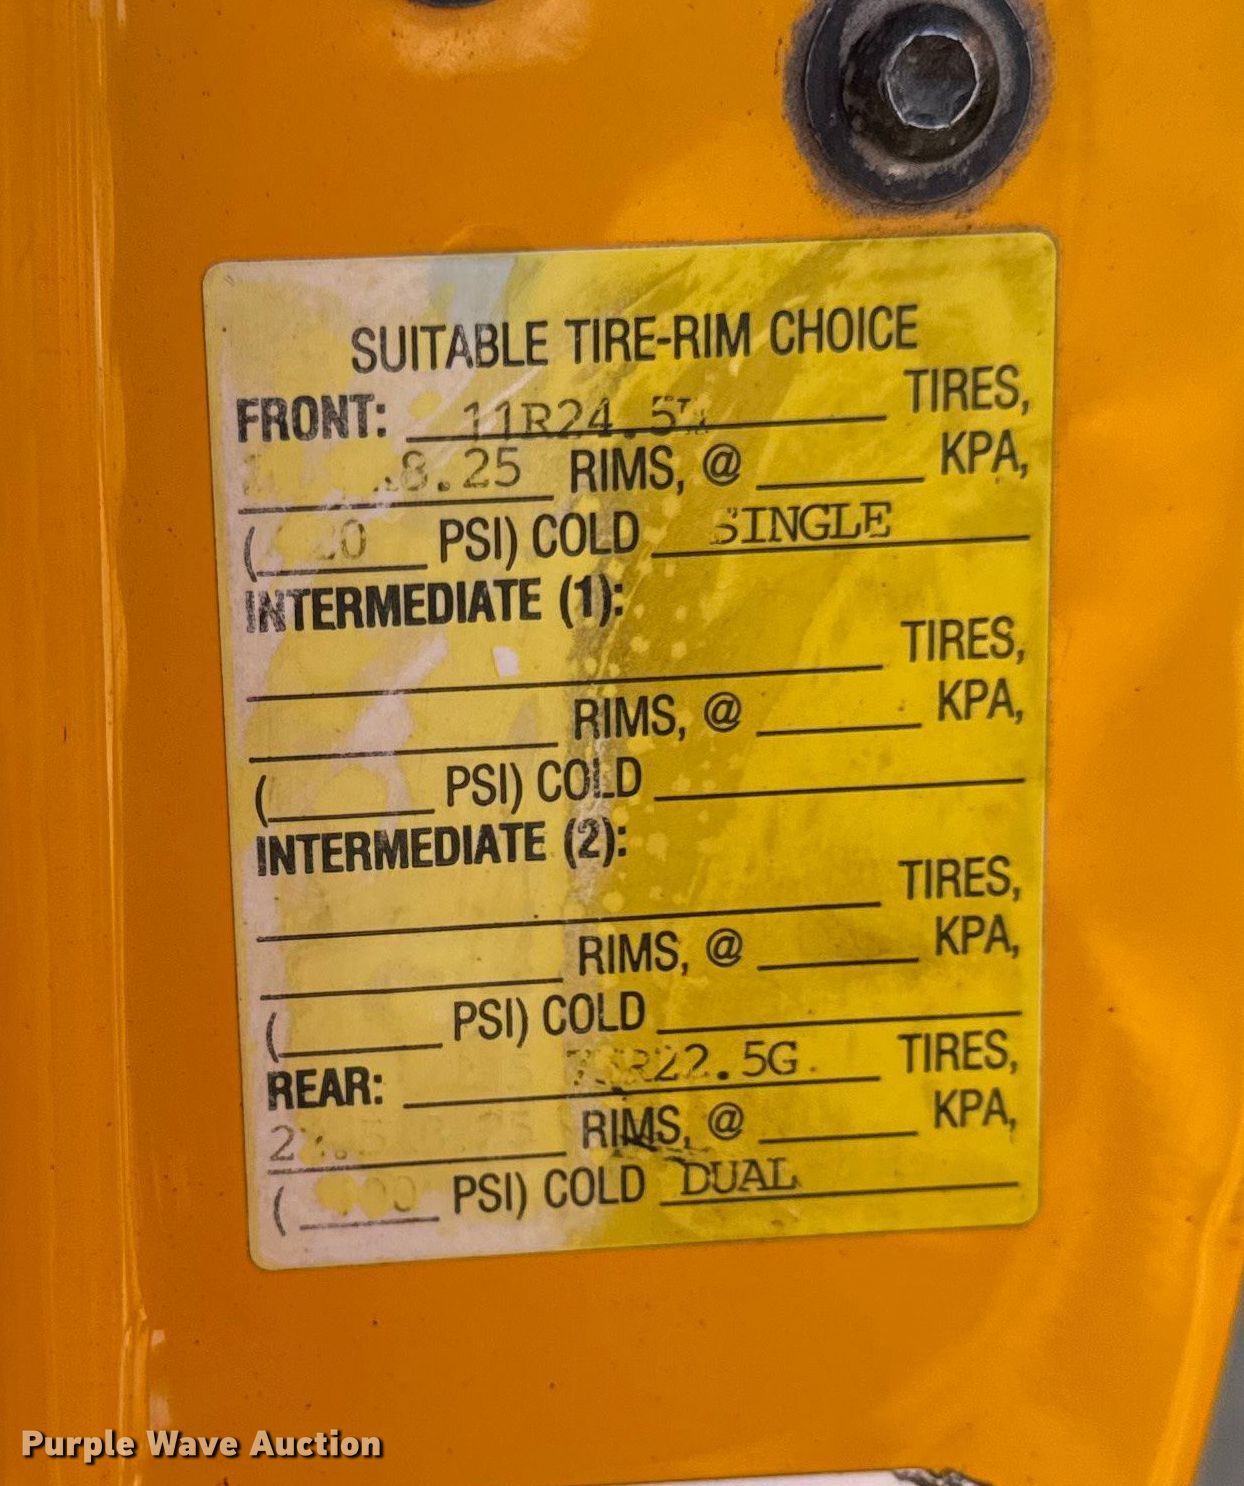 SUITABLE TIRE-RIM CHOICE
FRONT: 11R24.5 TIRES,
8.25 RIMS, @ KPA,
( 20 PSI) COLD SINGLE
INTERMEDIATE (1):
TIRES,
RIMS, @ KPA,
( PSI) COLD
INTERMEDIATE (2):
TIRES,
RIMS, @ KPA,
( PSI) COLD
REAR: R22.5G TIRES,
RIMS, @ KPA,
( PSI) COLD DUAL
Purple Wave Auction